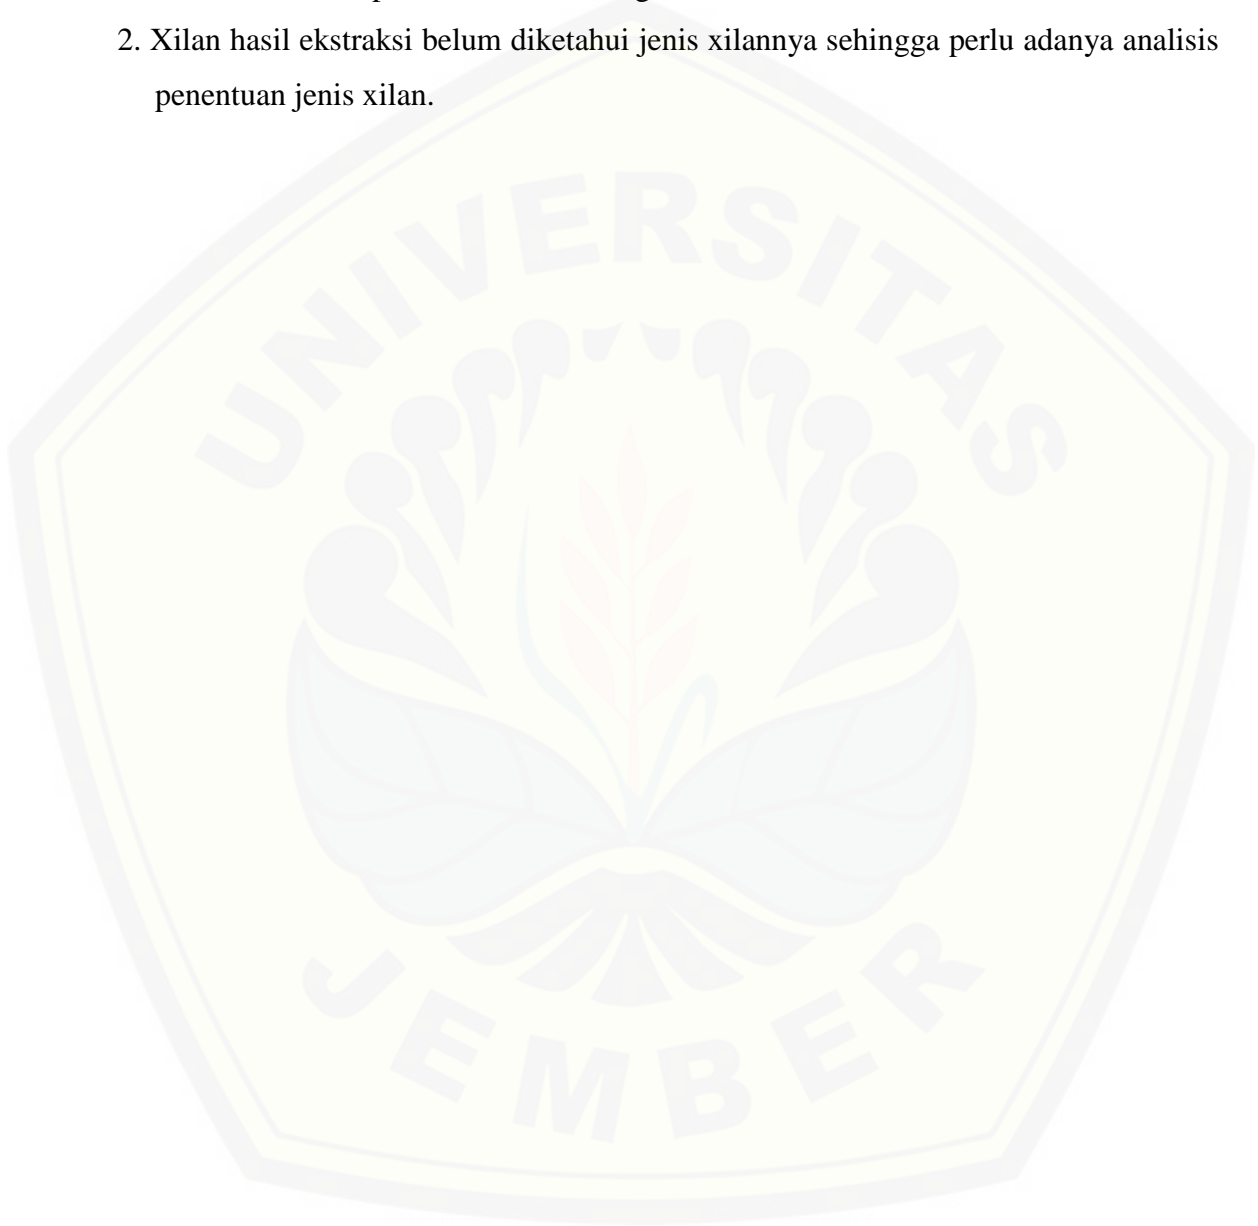 2. Xilan hasil ekstraksi belum diketahui jenis xilannya sehingga perlu adanya analisis
penentuan jenis xilan.
UNIVERSITAS
JEMBER